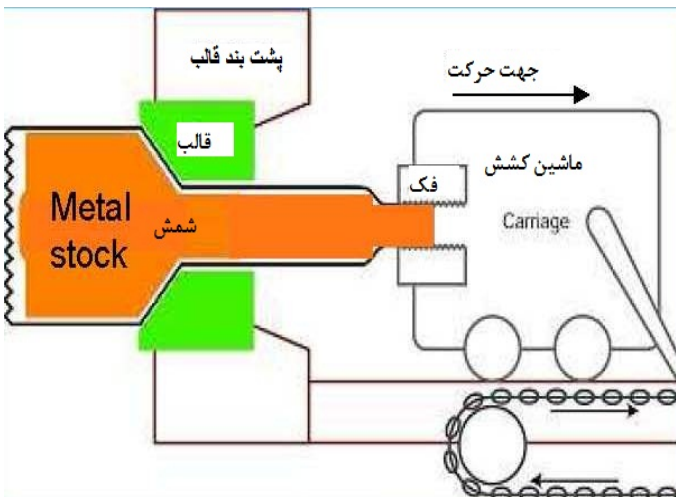 پشت بند قالب
جهت حرکت
قالب
ماشین کشش
فک
Metal
stock
شمش
Carriage